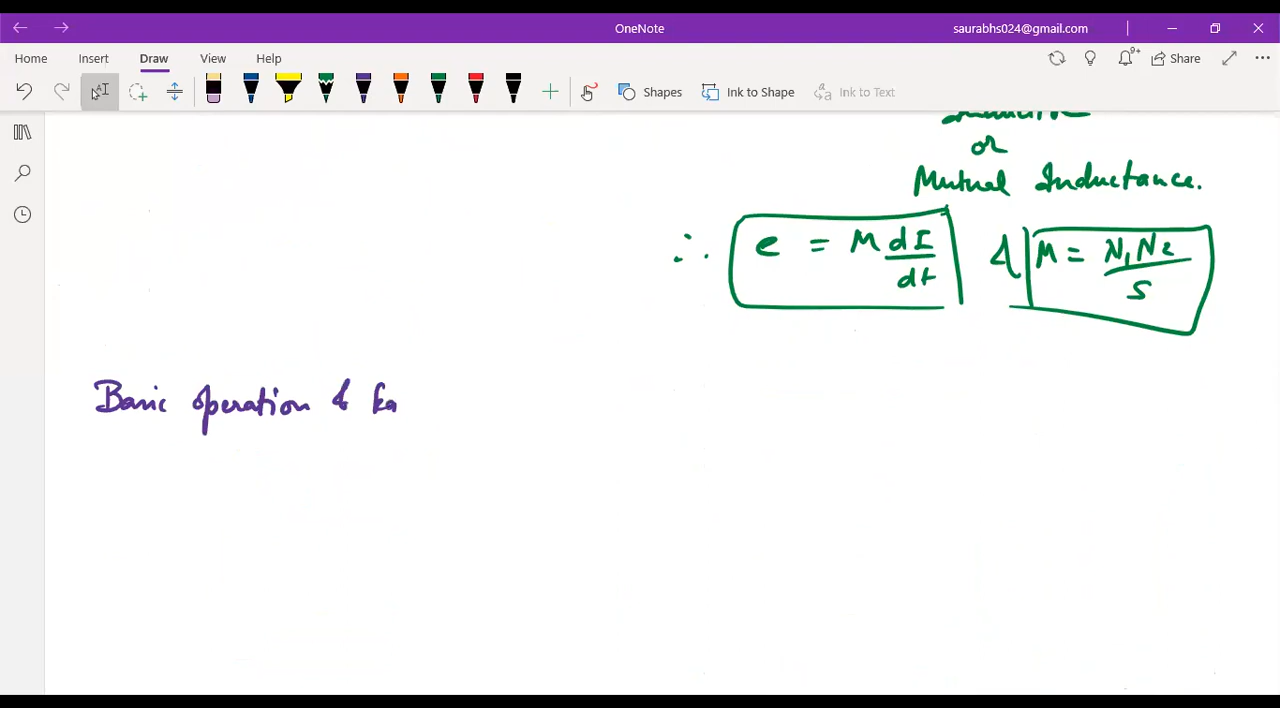 OneNote
saurabhs024@gmail.com
Home Insert Draw View Help
Share
Shapes Ink to Shape Ink to Text
or
Mutual Inductance.
∴ e = M dI/dt & M = N₁N₂/S
Basic operation & Ea